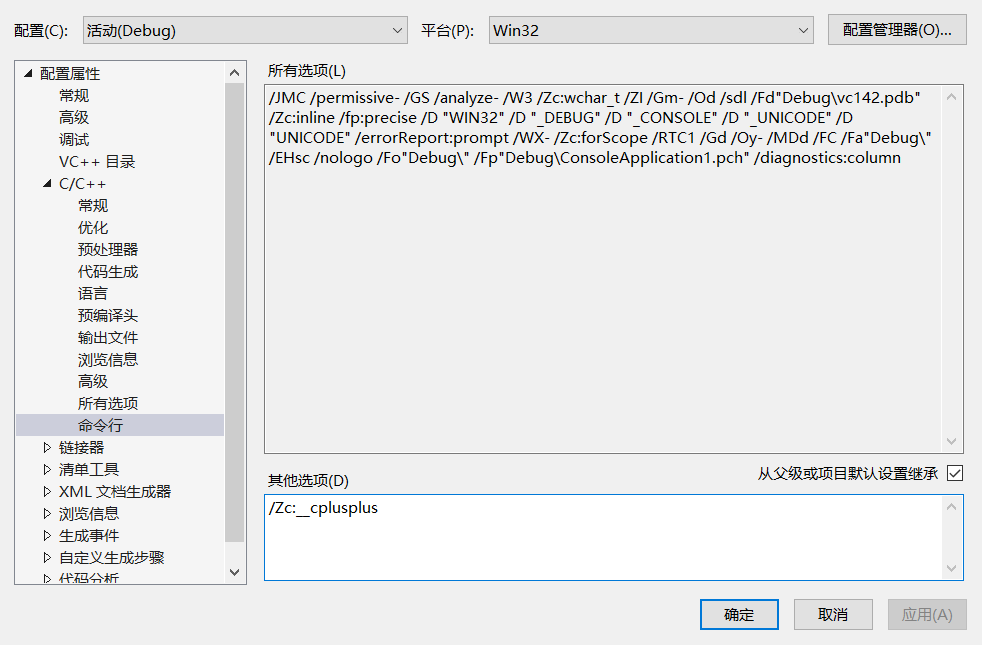 配置(C): 活动(Debug) 平台(P): Win32 配置管理器(O)...
配置属性
常规
高级
调试
VC++ 目录
C/C++
常规
优化
预处理器
代码生成
语言
预编译头
输出文件
浏览信息
高级
所有选项
命令行
链接器
清单工具
XML 文档生成器
浏览信息
生成事件
自定义生成步骤
代码分析
所有选项(L)
/JMC /permissive- /GS /analyze- /W3 /Zc:wchar_t /ZI /Gm- /Od /sdl /Fd"Debug\vc142.pdb"
/Zc:inline /fp:precise /D "WIN32" /D "_DEBUG" /D "_CONSOLE" /D "_UNICODE" /D
"UNICODE" /errorReport:prompt /WX- /Zc:forScope /RTC1 /Gd /Oy- /MDd /FC /Fa"Debug\"
/EHsc /nologo /Fo"Debug\" /Fp"Debug\ConsoleApplication1.pch" /diagnostics:column
从父级或项目默认设置继承
其他选项(D)
/Zc:__cplusplus
确定 取消 应用(A)